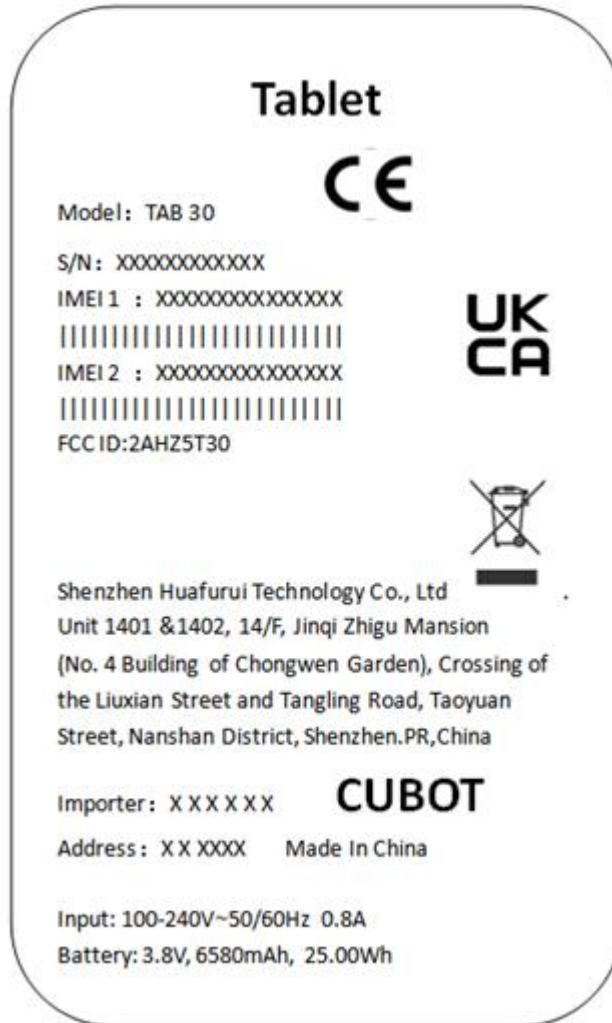 Tablet
CE
Model: TAB 30
S/N: XXXXXXXXXXXX
IMEI 1 : XXXXXXXXXXXXXXX
IMEI 2 : XXXXXXXXXXXXXXX
UK
CA
FCC ID:2AHZ5T30
Shenzhen Huafurui Technology Co., Ltd .
Unit 1401 &1402, 14/F, Jinqi Zhigu Mansion
(No. 4 Building of Chongwen Garden), Crossing of
the Liuxian Street and Tangling Road, Taoyuan
Street, Nanshan District, Shenzhen.PR,China
Importer: X X X X X X CUBOT
Address: X X XXXX Made In China
Input: 100-240V~50/60Hz 0.8A
Battery: 3.8V, 6580mAh, 25.00Wh